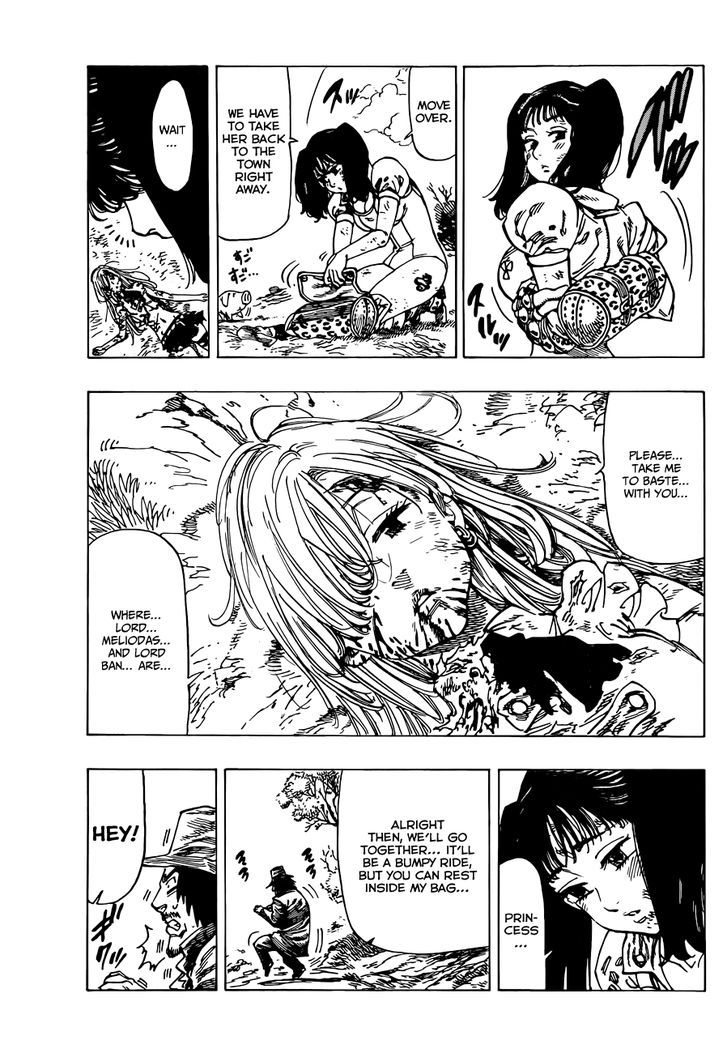 MOVE
OVER.
WE HAVE
TO TAKE
HER BACK
TO THE
TOWN
RIGHT
AWAY.
WAIT
...
PLEASE...
TAKE ME
TO BASTE...
WITH YOU...
WHERE...
LORD...
MELIODAS...
AND LORD
BAN... ARE...
PRIN-
CESS
...
ALRIGHT
THEN, WE'LL GO
TOGETHER... IT'LL
BE A BUMPY RIDE,
BUT YOU CAN REST
INSIDE MY BAG...
HEY!